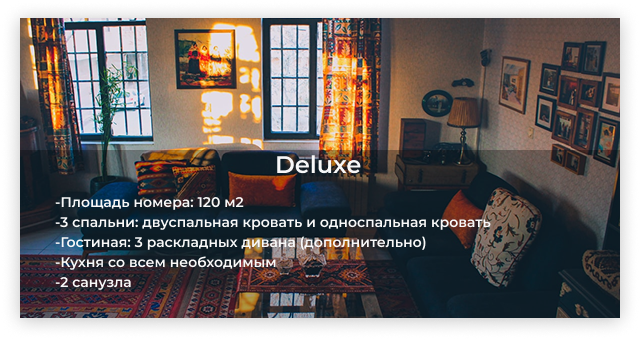 Deluxe
-Площадь номера: 120 м2
-3 спальни: двуспальная кровать и односпальная кровать
-Гостиная: 3 раскладных дивана (дополнительно)
-Кухня со всем необходимым
-2 санузла